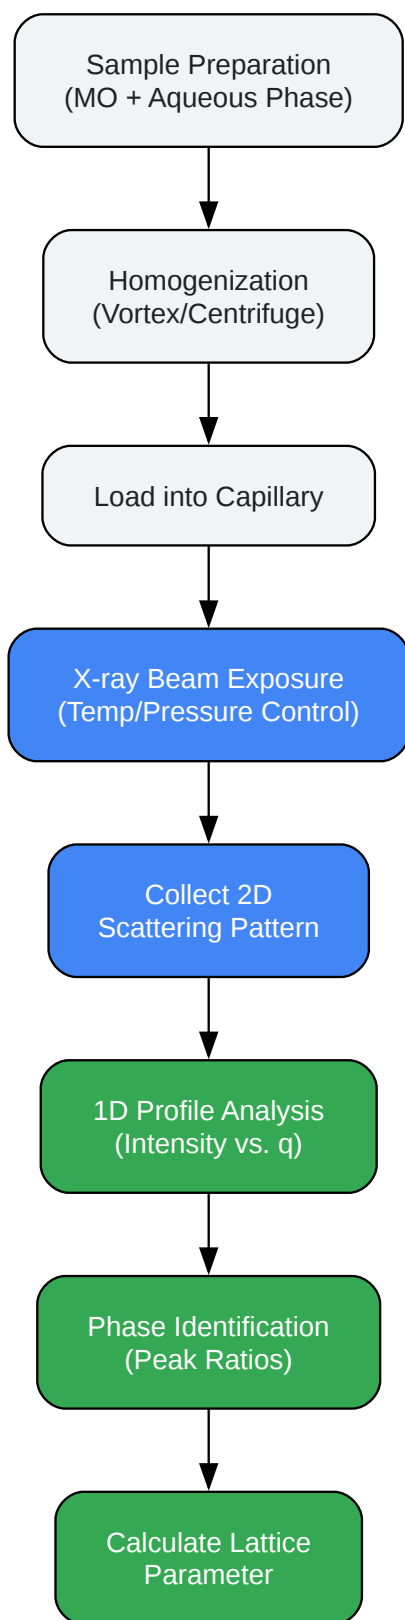 Sample Preparation
(MO + Aqueous Phase)
Homogenization
(Vortex/Centrifuge)
Load into Capillary
X-ray Beam Exposure
(Temp/Pressure Control)
Collect 2D
Scattering Pattern
1D Profile Analysis
(Intensity vs. q)
Phase Identification
(Peak Ratios)
Calculate Lattice
Parameter